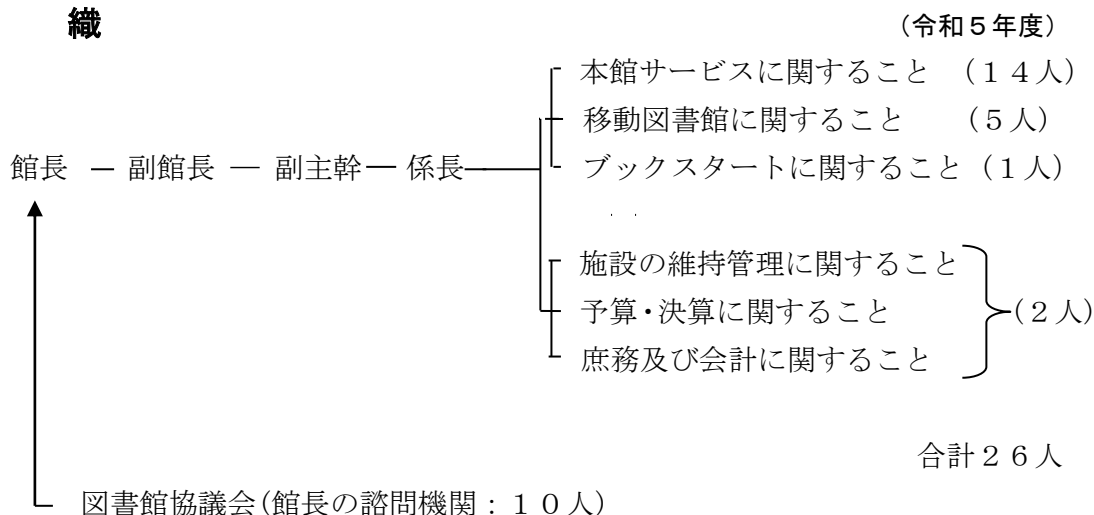 織
（令和５年度）
本館サービスに関すること （１４人）
移動図書館に関すること （５人）
館長 ― 副館長 ― 副主幹 ― 係長
ブックスタートに関すること（１人）
施設の維持管理に関すること
予算・決算に関すること
（２人）
庶務及び会計に関すること
合計２６人
図書館協議会（館長の諮問機関：１０人）